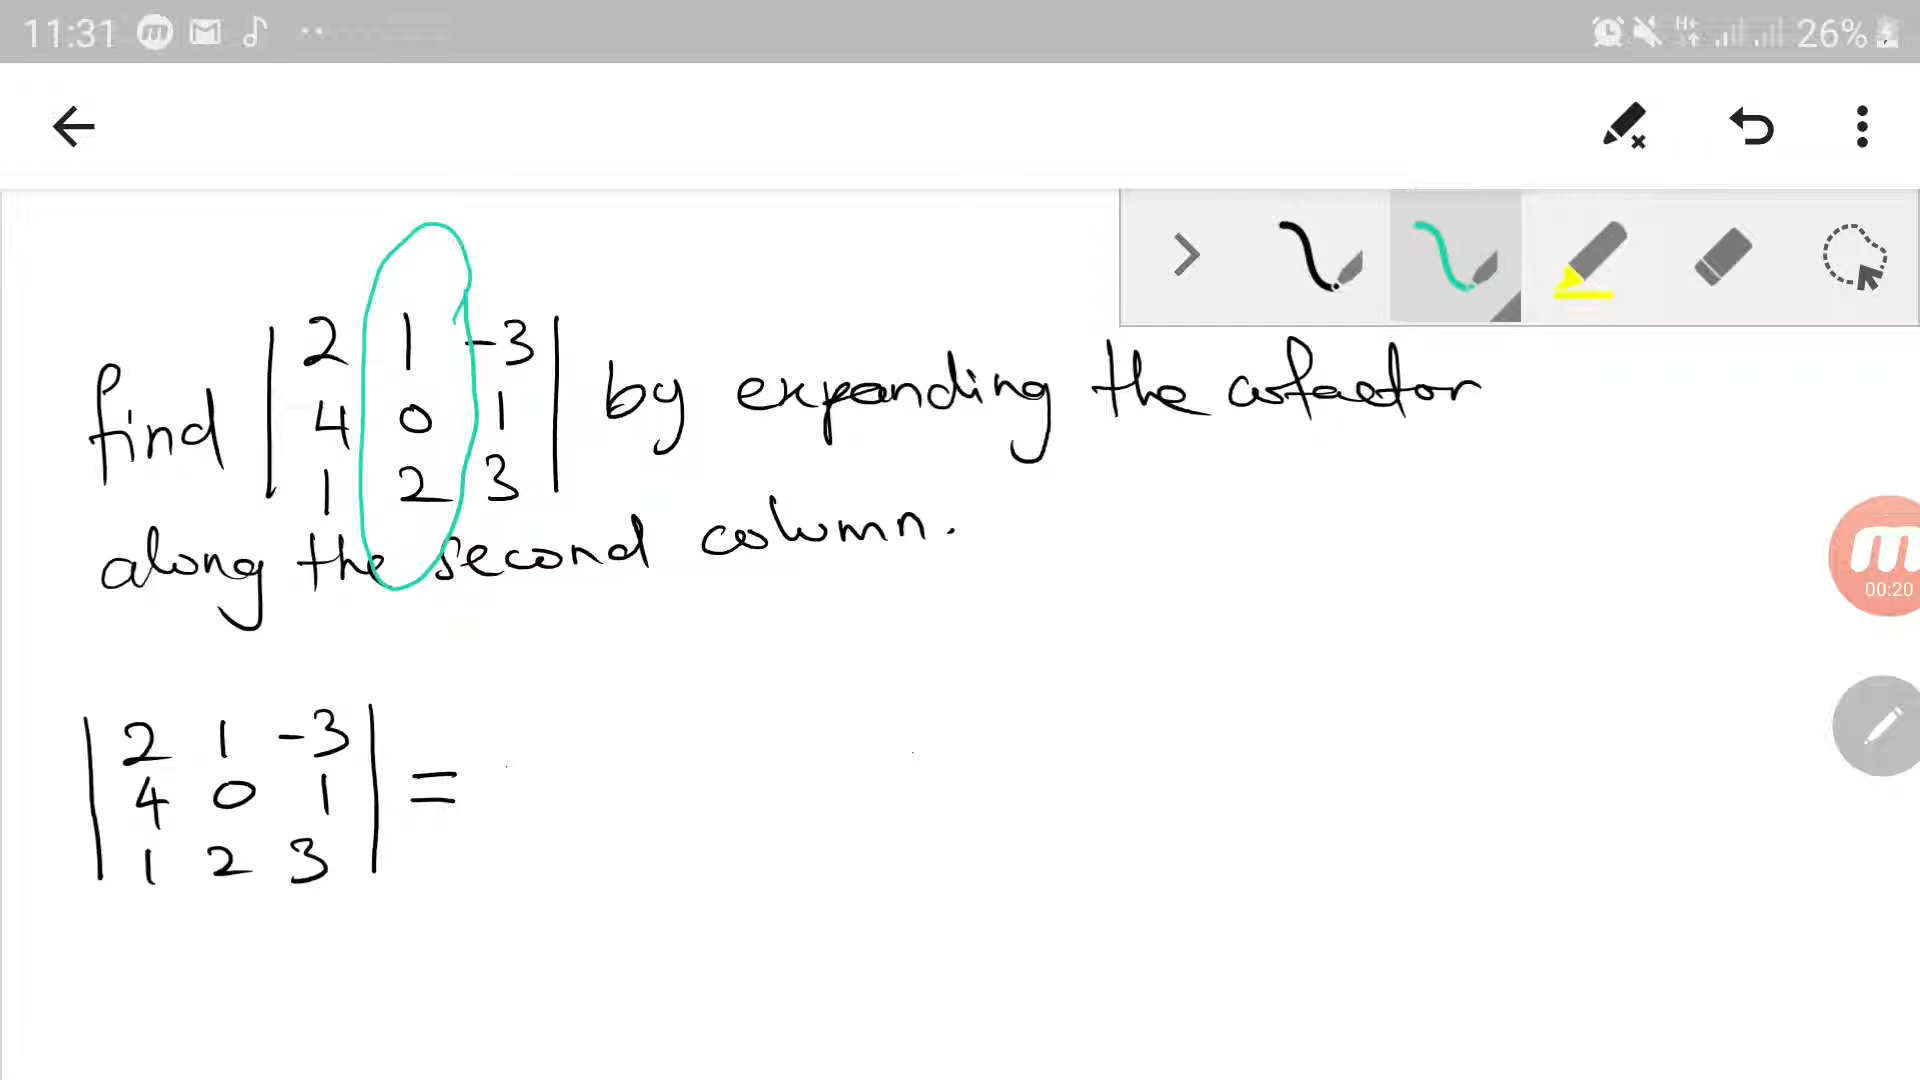 11:31 26%
find | 2 1 -3 | by expanding the cofactor
| 4 0 1 |
| 1 2 3 |
along the second column.
00:20
| 2 1 -3 |
| 4 0 1 | =
| 1 2 3 |